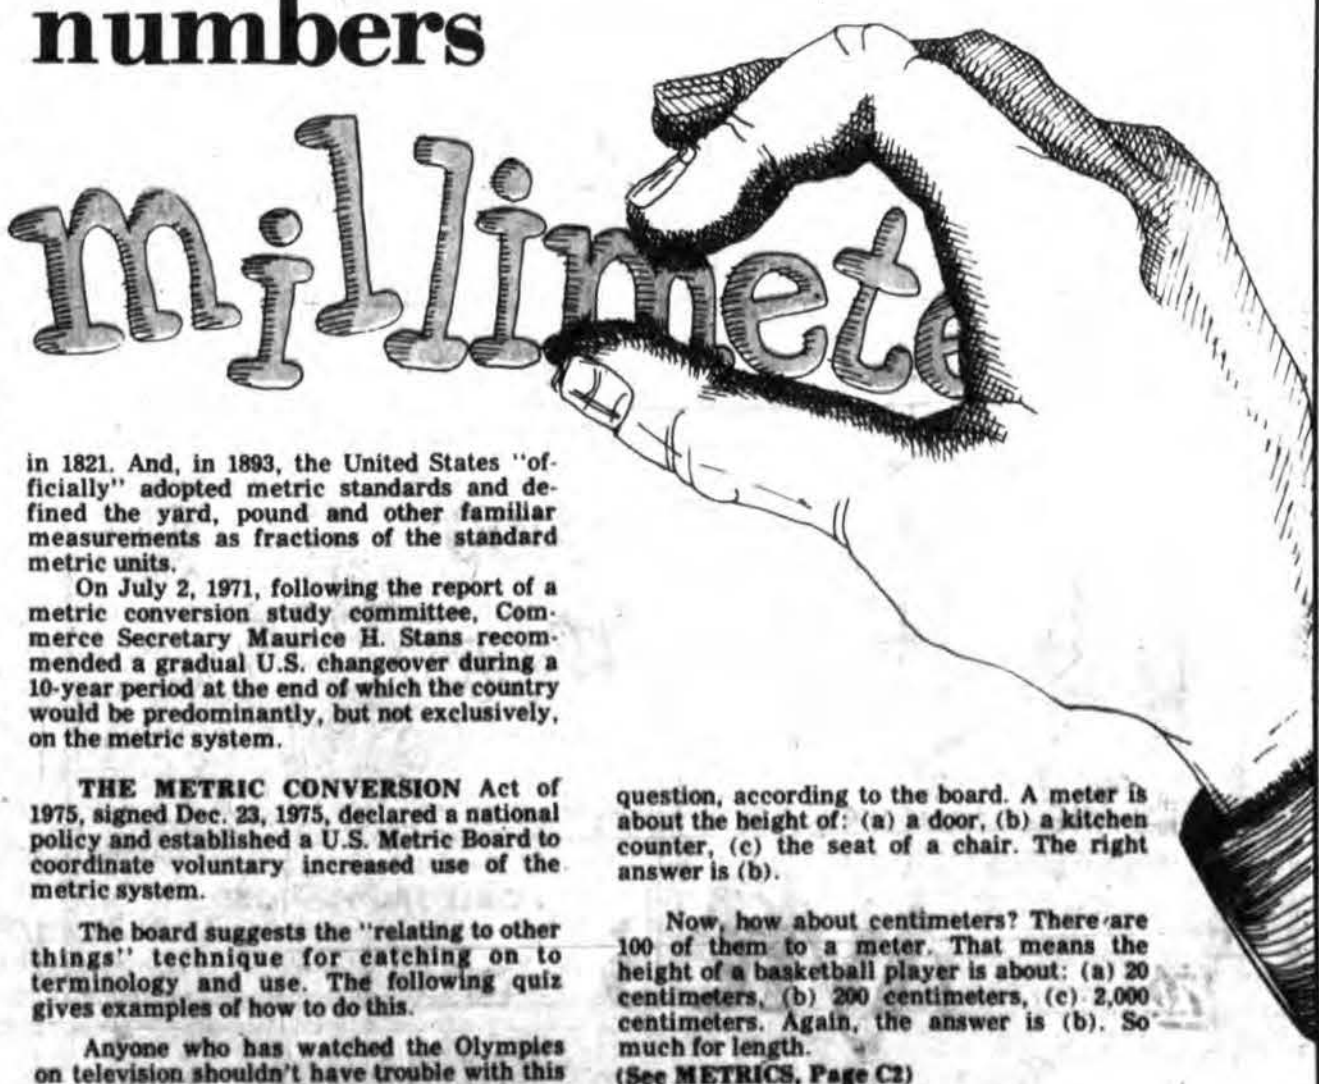 numbers
millimete
in 1821. And, in 1893, the United States "of-
ficially" adopted metric standards and de-
fined the yard, pound and other familiar
measurements as fractions of the standard
metric units.
On July 2, 1971, following the report of a
metric conversion study committee, Com-
merce Secretary Maurice H. Stans recom-
mended a gradual U.S. changeover during a
10-year period at the end of which the country
would be predominantly, but not exclusively,
on the metric system.
THE METRIC CONVERSION Act of
1975, signed Dec. 23, 1975, declared a national
policy and established a U.S. Metric Board to
coordinate voluntary increased use of the
metric system.
The board suggests the "relating to other
things" technique for catching on to
terminology and use. The following quiz
gives examples of how to do this.
Anyone who has watched the Olympics
on television shouldn't have trouble with this
question, according to the board. A meter is
about the height of: (a) a door, (b) a kitchen
counter, (c) the seat of a chair. The right
answer is (b).
Now, how about centimeters? There are
100 of them to a meter. That means the
height of a basketball player is about: (a) 20
centimeters, (b) 200 centimeters, (c) 2,000
centimeters. Again, the answer is (b). So
much for length.
(See METRICS, Page C2)